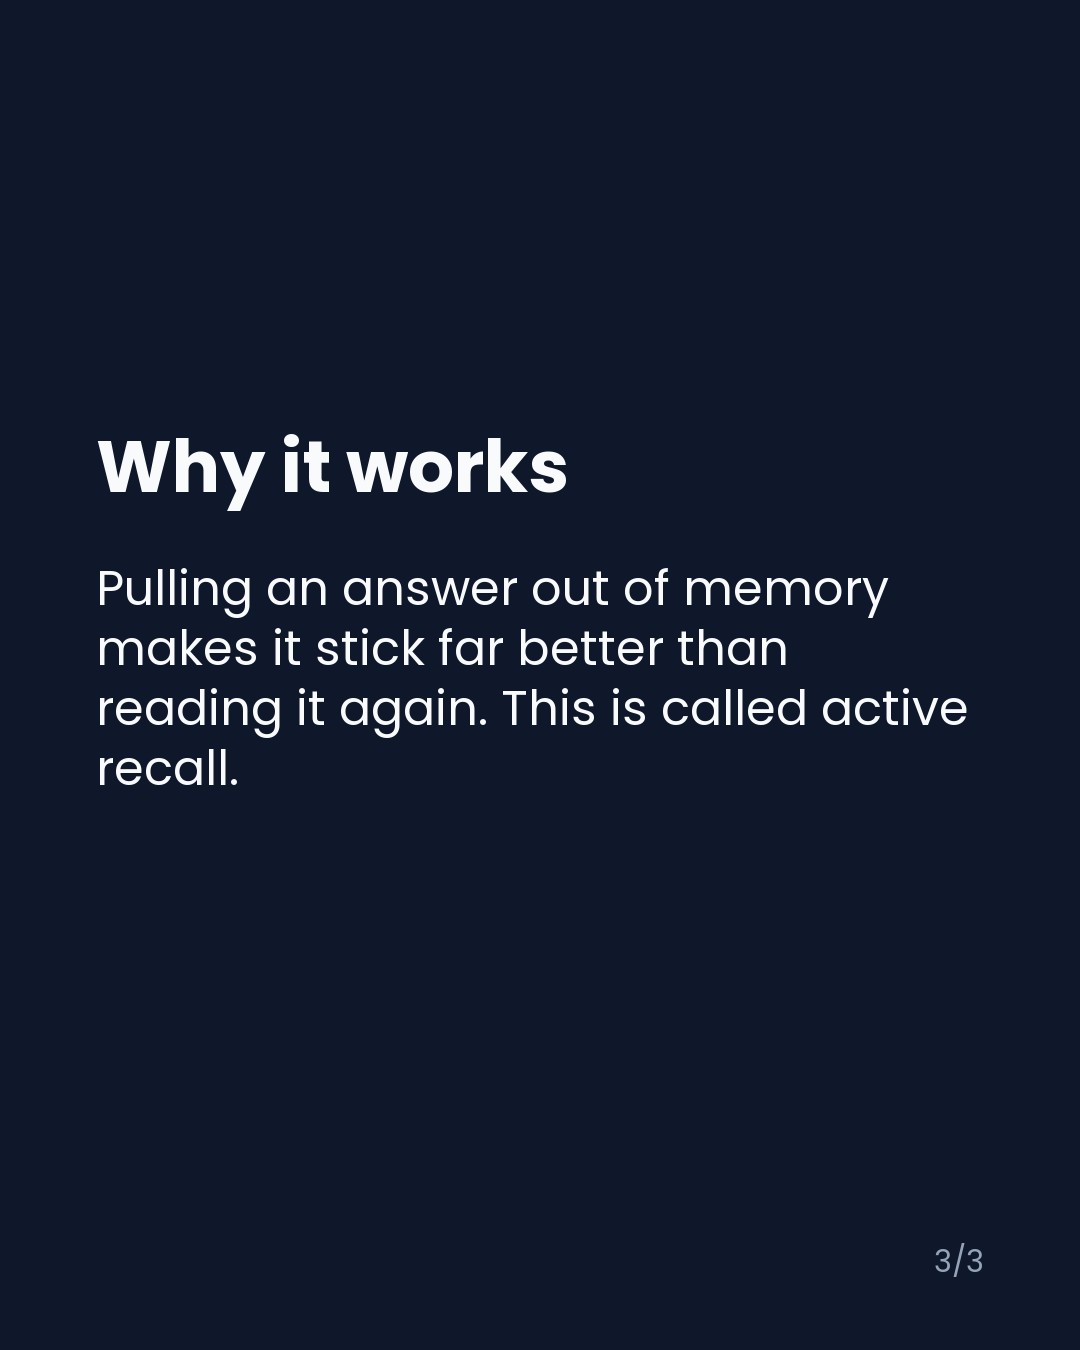 Why it works
Pulling an answer out of memory
makes it stick far better than
reading it again. This is called active
recall.
3/3